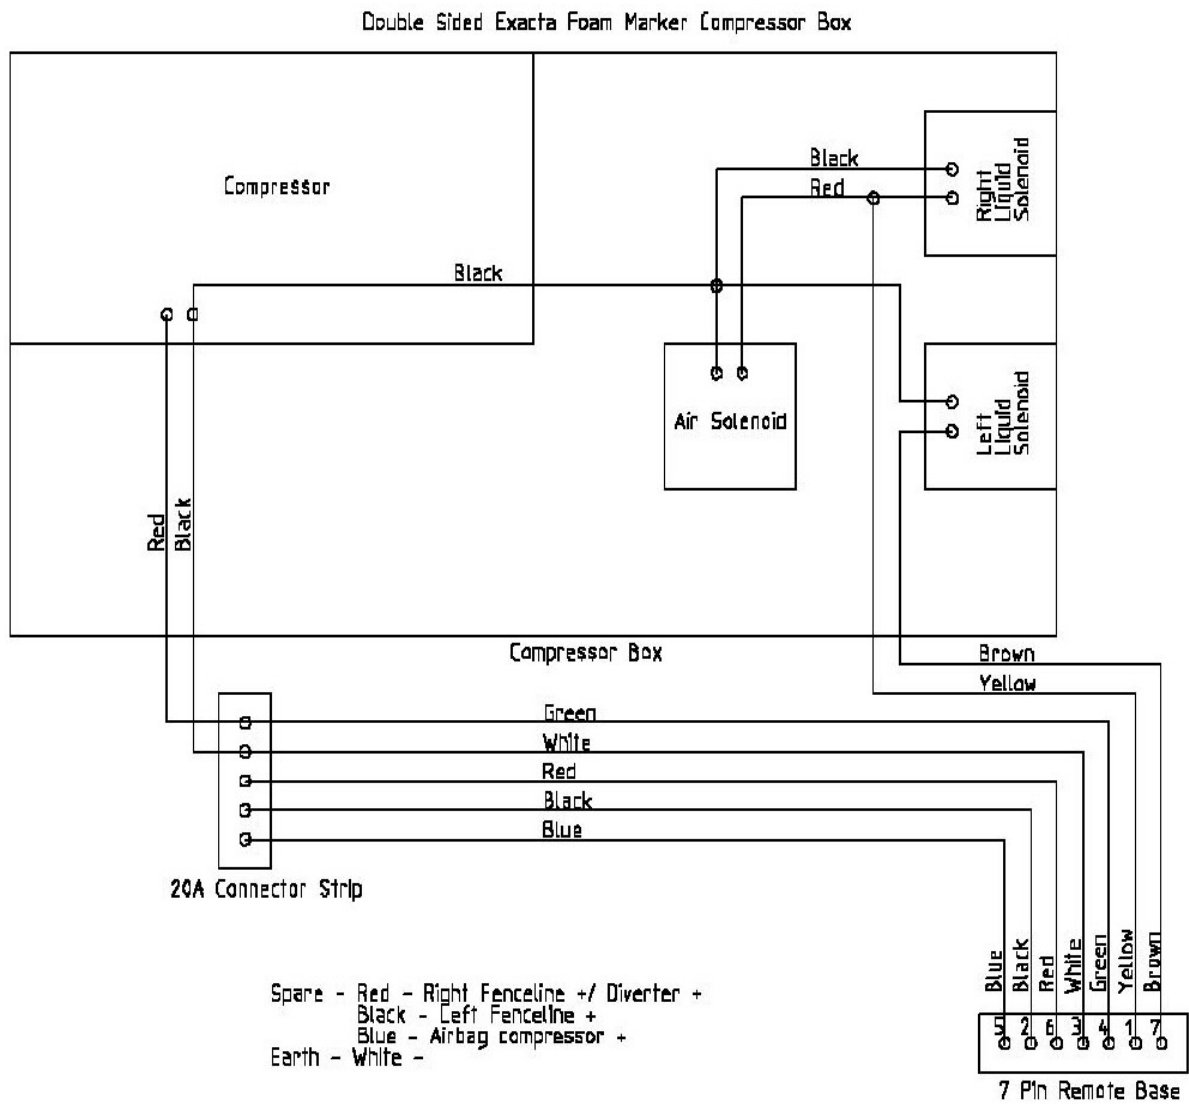 Double Sided Exacta Foam Marker Compressor Box
Black
Red
Right
Liquid
Solenoid
Compressor
Black
Left
Liquid
Solenoid
Air Solenoid
Red
Black
Compressor Box
Brown
Yellow
Green
White
Red
Black
Blue
20A Connector Strip
Blue
Black
Red
White
Green
Yellow
Brown
Spare - Red - Right Fenceline +/ Diverter +
Black - Left Fenceline +
Blue - Airbag compressor +
Earth - White -
5 2 6 3 4 1 7
7 Pin Remote Base